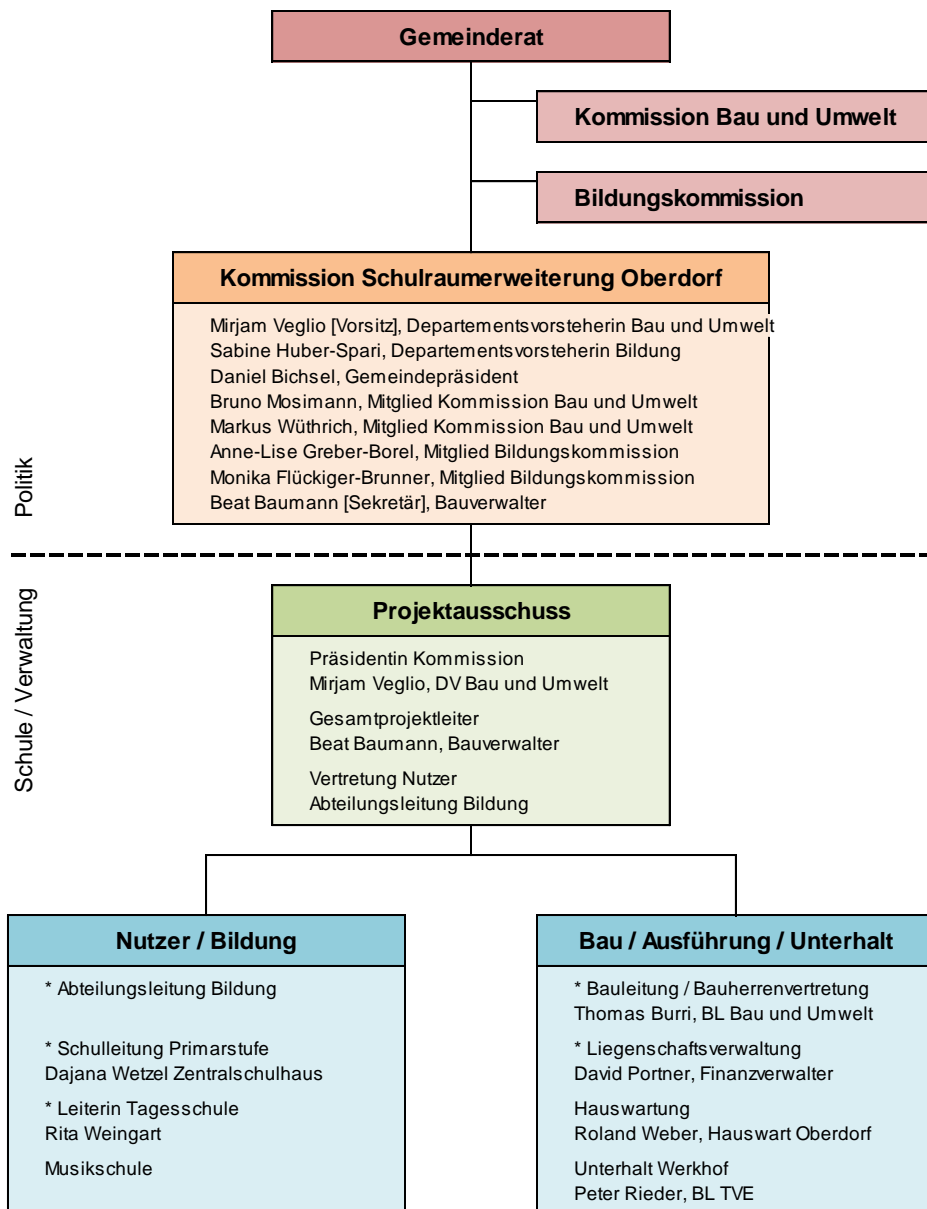 Gemeinderat
Kommission Bau und Umwelt
Bildungskommission
Kommission Schulraumerweiterung Oberdorf
Mirjam Veglio [Vorsitz], Departementsvorsteherin Bau und Umwelt
Sabine Huber-Spari, Departementsvorsteherin Bildung
Daniel Bichsel, Gemeindepräsident
Bruno Mosimann, Mitglied Kommission Bau und Umwelt
Markus Wüthrich, Mitglied Kommission Bau und Umwelt
Anne-Lise Greber-Borel, Mitglied Bildungskommission
Monika Flückiger-Brunner, Mitglied Bildungskommission
Beat Baumann [Sekretär], Bauverwalter
Politik
Schule / Verwaltung
Projektausschuss
Präsidentin Kommission
Mirjam Veglio, DV Bau und Umwelt
Gesamtprojektleiter
Beat Baumann, Bauverwalter
Vertretung Nutzer
Abteilungsleitung Bildung
Nutzer / Bildung
* Abteilungsleitung Bildung
* Schulleitung Primarstufe
Dajana Wetzel Zentralschulhaus
* Leiterin Tagesschule
Rita Weingart
Musikschule
Bau / Ausführung / Unterhalt
* Bauleitung / Bauherrenvertretung
Thomas Burri, BL Bau und Umwelt
* Liegenschaftsverwaltung
David Portner, Finanzverwalter
Hauswartung
Roland Weber, Hauswart Oberdorf
Unterhalt Werkhof
Peter Rieder, BL TVE